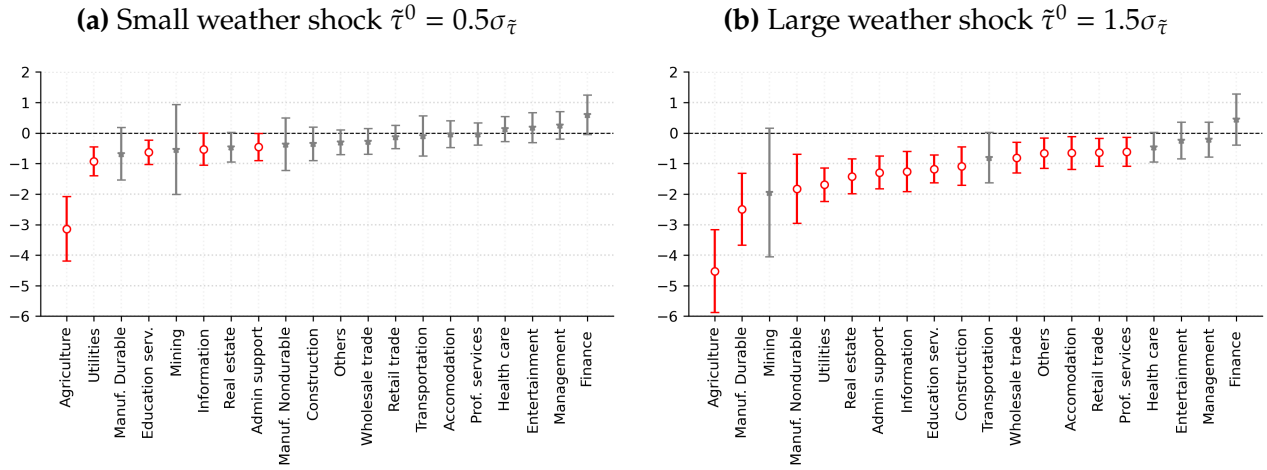 (a) Small weather shock τ̃⁰ = 0.5σ_τ̃
2
1
0
−1
−2
−3
−4
−5
−6
Agriculture
Utilities
Manuf. Durable
Education serv.
Mining
Information
Real estate
Admin support
Manuf. Nondurable
Construction
Others
Wholesale trade
Retail trade
Transportation
Accomodation
Prof. services
Health care
Entertainment
Management
Finance
(b) Large weather shock τ̃⁰ = 1.5σ_τ̃
2
1
0
−1
−2
−3
−4
−5
−6
Agriculture
Manuf. Durable
Mining
Manuf. Nondurable
Utilities
Real estate
Admin support
Information
Education serv.
Construction
Transportation
Wholesale trade
Others
Accomodation
Retail trade
Prof. services
Health care
Entertainment
Management
Finance